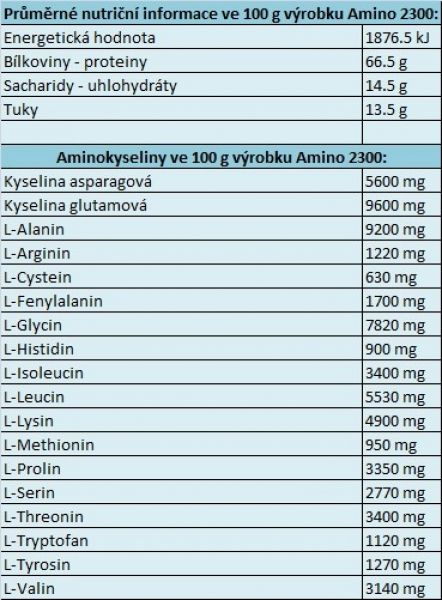 Průměrné nutriční informace ve 100 g výrobku Amino 2300:
Energetická hodnota 1876.5 kJ
Bílkoviny - proteiny 66.5 g
Sacharidy - uhlohydráty 14.5 g
Tuky 13.5 g
Aminokyseliny ve 100 g výrobku Amino 2300:
Kyselina asparagová 5600 mg
Kyselina glutamová 9600 mg
L-Alanin 9200 mg
L-Arginin 1220 mg
L-Cystein 630 mg
L-Fenylalanin 1700 mg
L-Glycin 7820 mg
L-Histidin 900 mg
L-Isoleucin 3400 mg
L-Leucin 5530 mg
L-Lysin 4900 mg
L-Methionin 950 mg
L-Prolin 3350 mg
L-Serin 2770 mg
L-Threonin 3400 mg
L-Tryptofan 1120 mg
L-Tyrosin 1270 mg
L-Valin 3140 mg